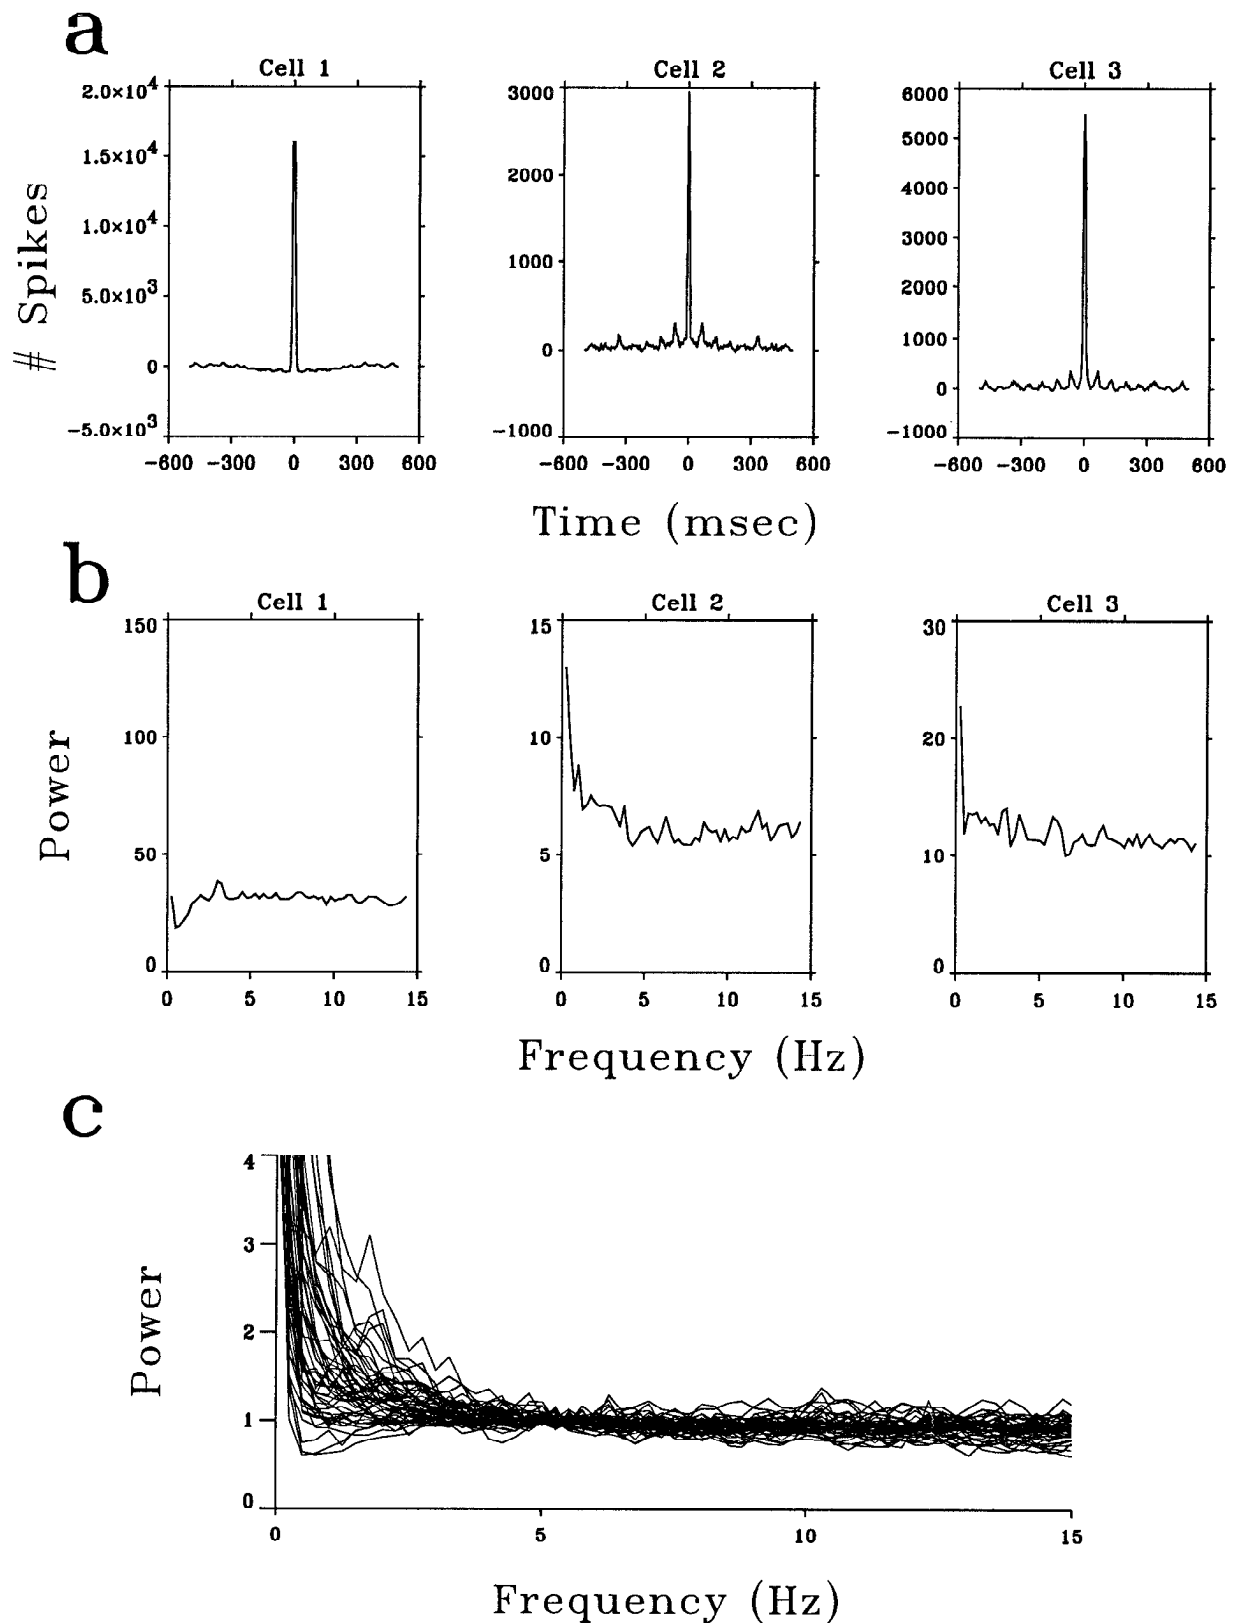 a
Cell 1 Cell 2 Cell 3
2.0×10⁴ 3000 6000
5000
1.5×10⁴ 2000 4000
1.0×10⁴ 3000
1000 2000
5.0×10³ 1000
0 0 0
−5.0×10³ −1000 −1000
# Spikes
−600 −300 0 300 600 −600 −300 0 300 600 −600 −300 0 300 600
Time (msec)
b
Cell 1 Cell 2 Cell 3
150 15 30
100 10 20
50 5 10
0 0 0
Power
0 5 10 15 0 5 10 15 0 5 10 15
Frequency (Hz)
c
4
3
2
1
0
Power
0 5 10 15
Frequency (Hz)